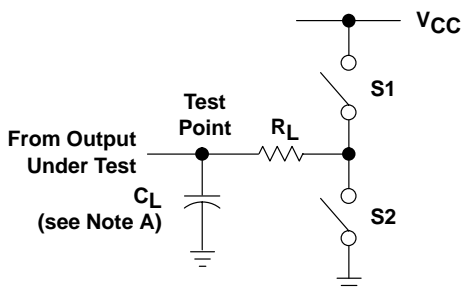 VCC
S1
Test
Point
RL
From Output
Under Test
CL
(see Note A)
S2